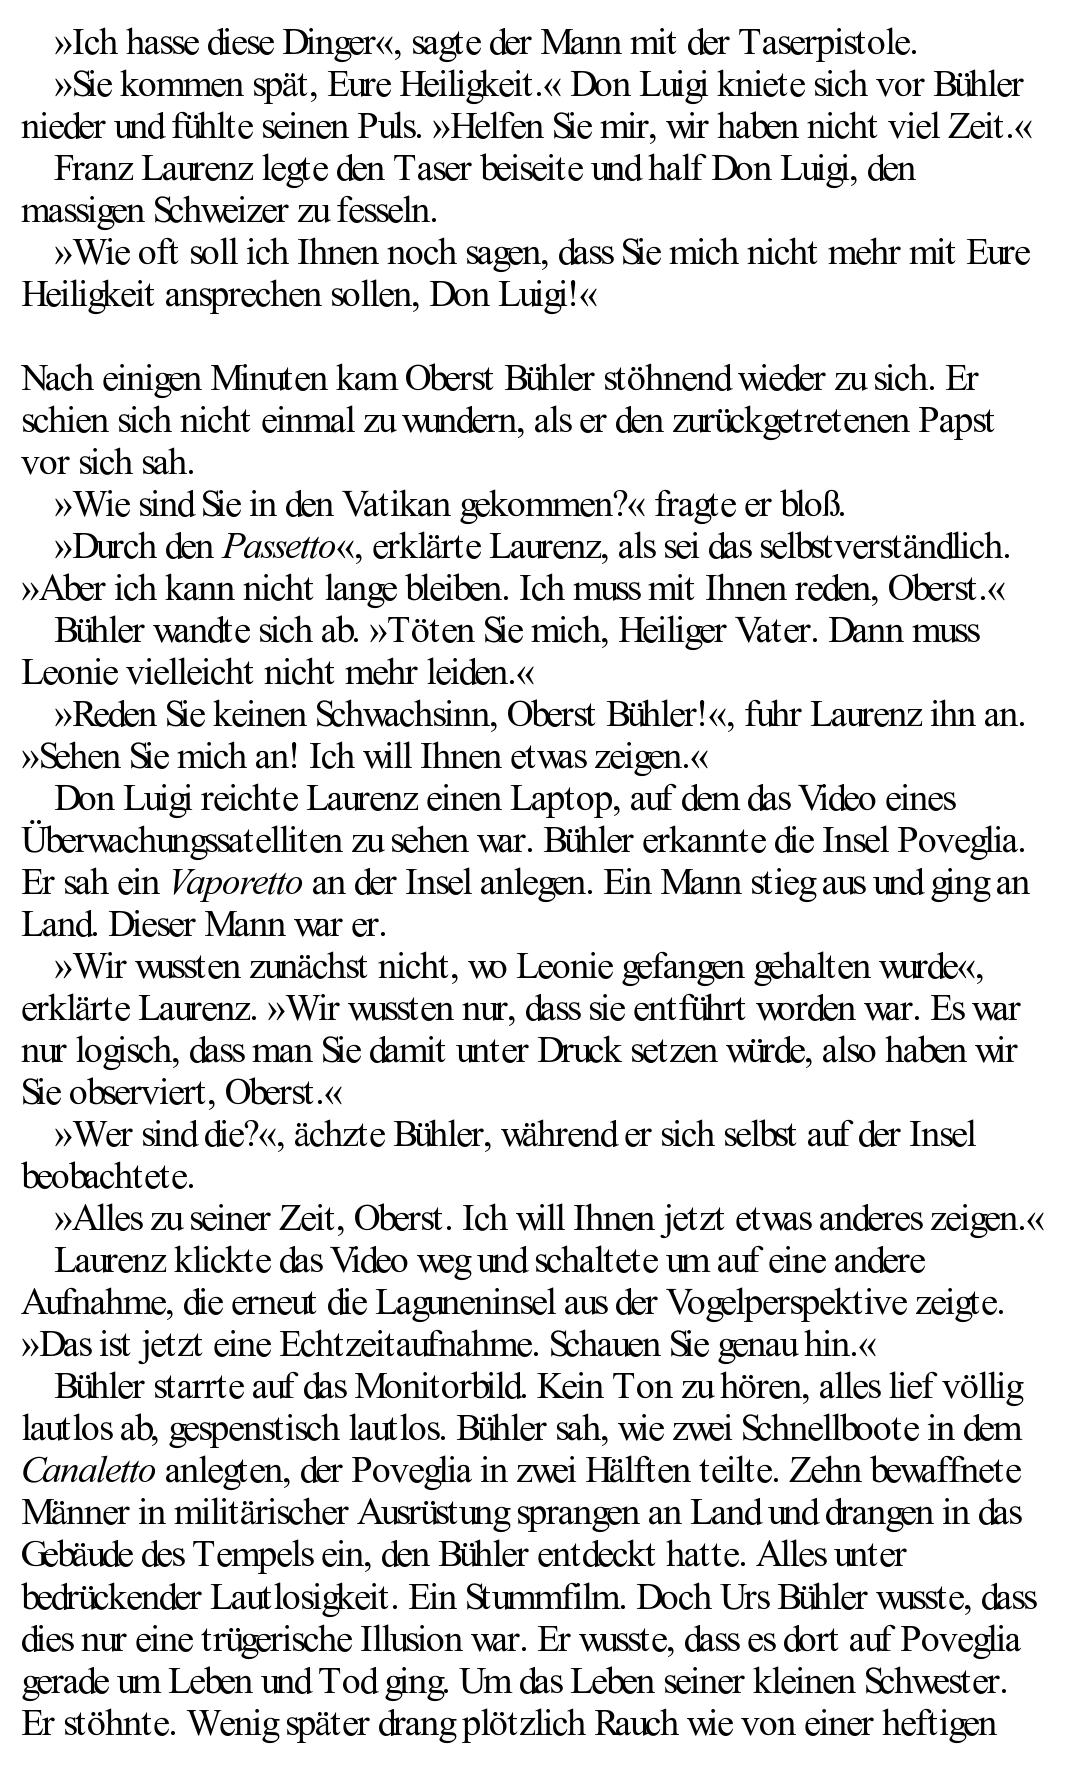 »Ich hasse diese Dinger«, sagte der Mann mit der Taserpistole.
»Sie kommen spät, Eure Heiligkeit.« Don Luigi kniete sich vor Bühler
nieder und fühlte seinen Puls. »Helfen Sie mir, wir haben nicht viel Zeit.«
Franz Laurenz legte den Taser beiseite und half Don Luigi, den
massigen Schweizer zu fesseln.
»Wie oft soll ich Ihnen noch sagen, dass Sie mich nicht mehr mit Eure
Heiligkeit ansprechen sollen, Don Luigi!«
Nach einigen Minuten kam Oberst Bühler stöhnend wieder zu sich. Er
schien sich nicht einmal zu wundern, als er den zurückgetretenen Papst
vor sich sah.
»Wie sind Sie in den Vatikan gekommen?« fragte er bloß.
»Durch den Passetto«, erklärte Laurenz, als sei das selbstverständlich.
»Aber ich kann nicht lange bleiben. Ich muss mit Ihnen reden, Oberst.«
Bühler wandte sich ab. »Töten Sie mich, Heiliger Vater. Dann muss
Leonie vielleicht nicht mehr leiden.«
»Reden Sie keinen Schwachsinn, Oberst Bühler!«, fuhr Laurenz ihn an.
»Sehen Sie mich an! Ich will Ihnen etwas zeigen.«
Don Luigi reichte Laurenz einen Laptop, auf dem das Video eines
Überwachungssatelliten zu sehen war. Bühler erkannte die Insel Poveglia.
Er sah ein Vaporetto an der Insel anlegen. Ein Mann stieg aus und ging an
Land. Dieser Mann war er.
»Wir wussten zunächst nicht, wo Leonie gefangen gehalten wurde«,
erklärte Laurenz. »Wir wussten nur, dass sie entführt worden war. Es war
nur logisch, dass man Sie damit unter Druck setzen würde, also haben wir
Sie observiert, Oberst.«
»Wer sind die?«, ächzte Bühler, während er sich selbst auf der Insel
beobachtete.
»Alles zu seiner Zeit, Oberst. Ich will Ihnen jetzt etwas anderes zeigen.«
Laurenz klickte das Video weg und schaltete um auf eine andere
Aufnahme, die erneut die Laguneninsel aus der Vogelperspektive zeigte.
»Das ist jetzt eine Echtzeitaufnahme. Schauen Sie genau hin.«
Bühler starrte auf das Monitorbild. Kein Ton zu hören, alles lief völlig
lautlos ab, gespenstisch lautlos. Bühler sah, wie zwei Schnellboote in dem
Canaletto anlegten, der Poveglia in zwei Hälften teilte. Zehn bewaffnete
Männer in militärischer Ausrüstung sprangen an Land und drangen in das
Gebäude des Tempels ein, den Bühler entdeckt hatte. Alles unter
bedrückender Lautlosigkeit. Ein Stummfilm. Doch Urs Bühler wusste, dass
dies nur eine trügerische Illusion war. Er wusste, dass es dort auf Poveglia
gerade um Leben und Tod ging. Um das Leben seiner kleinen Schwester.
Er stöhnte. Wenig später drang plötzlich Rauch wie von einer heftigen